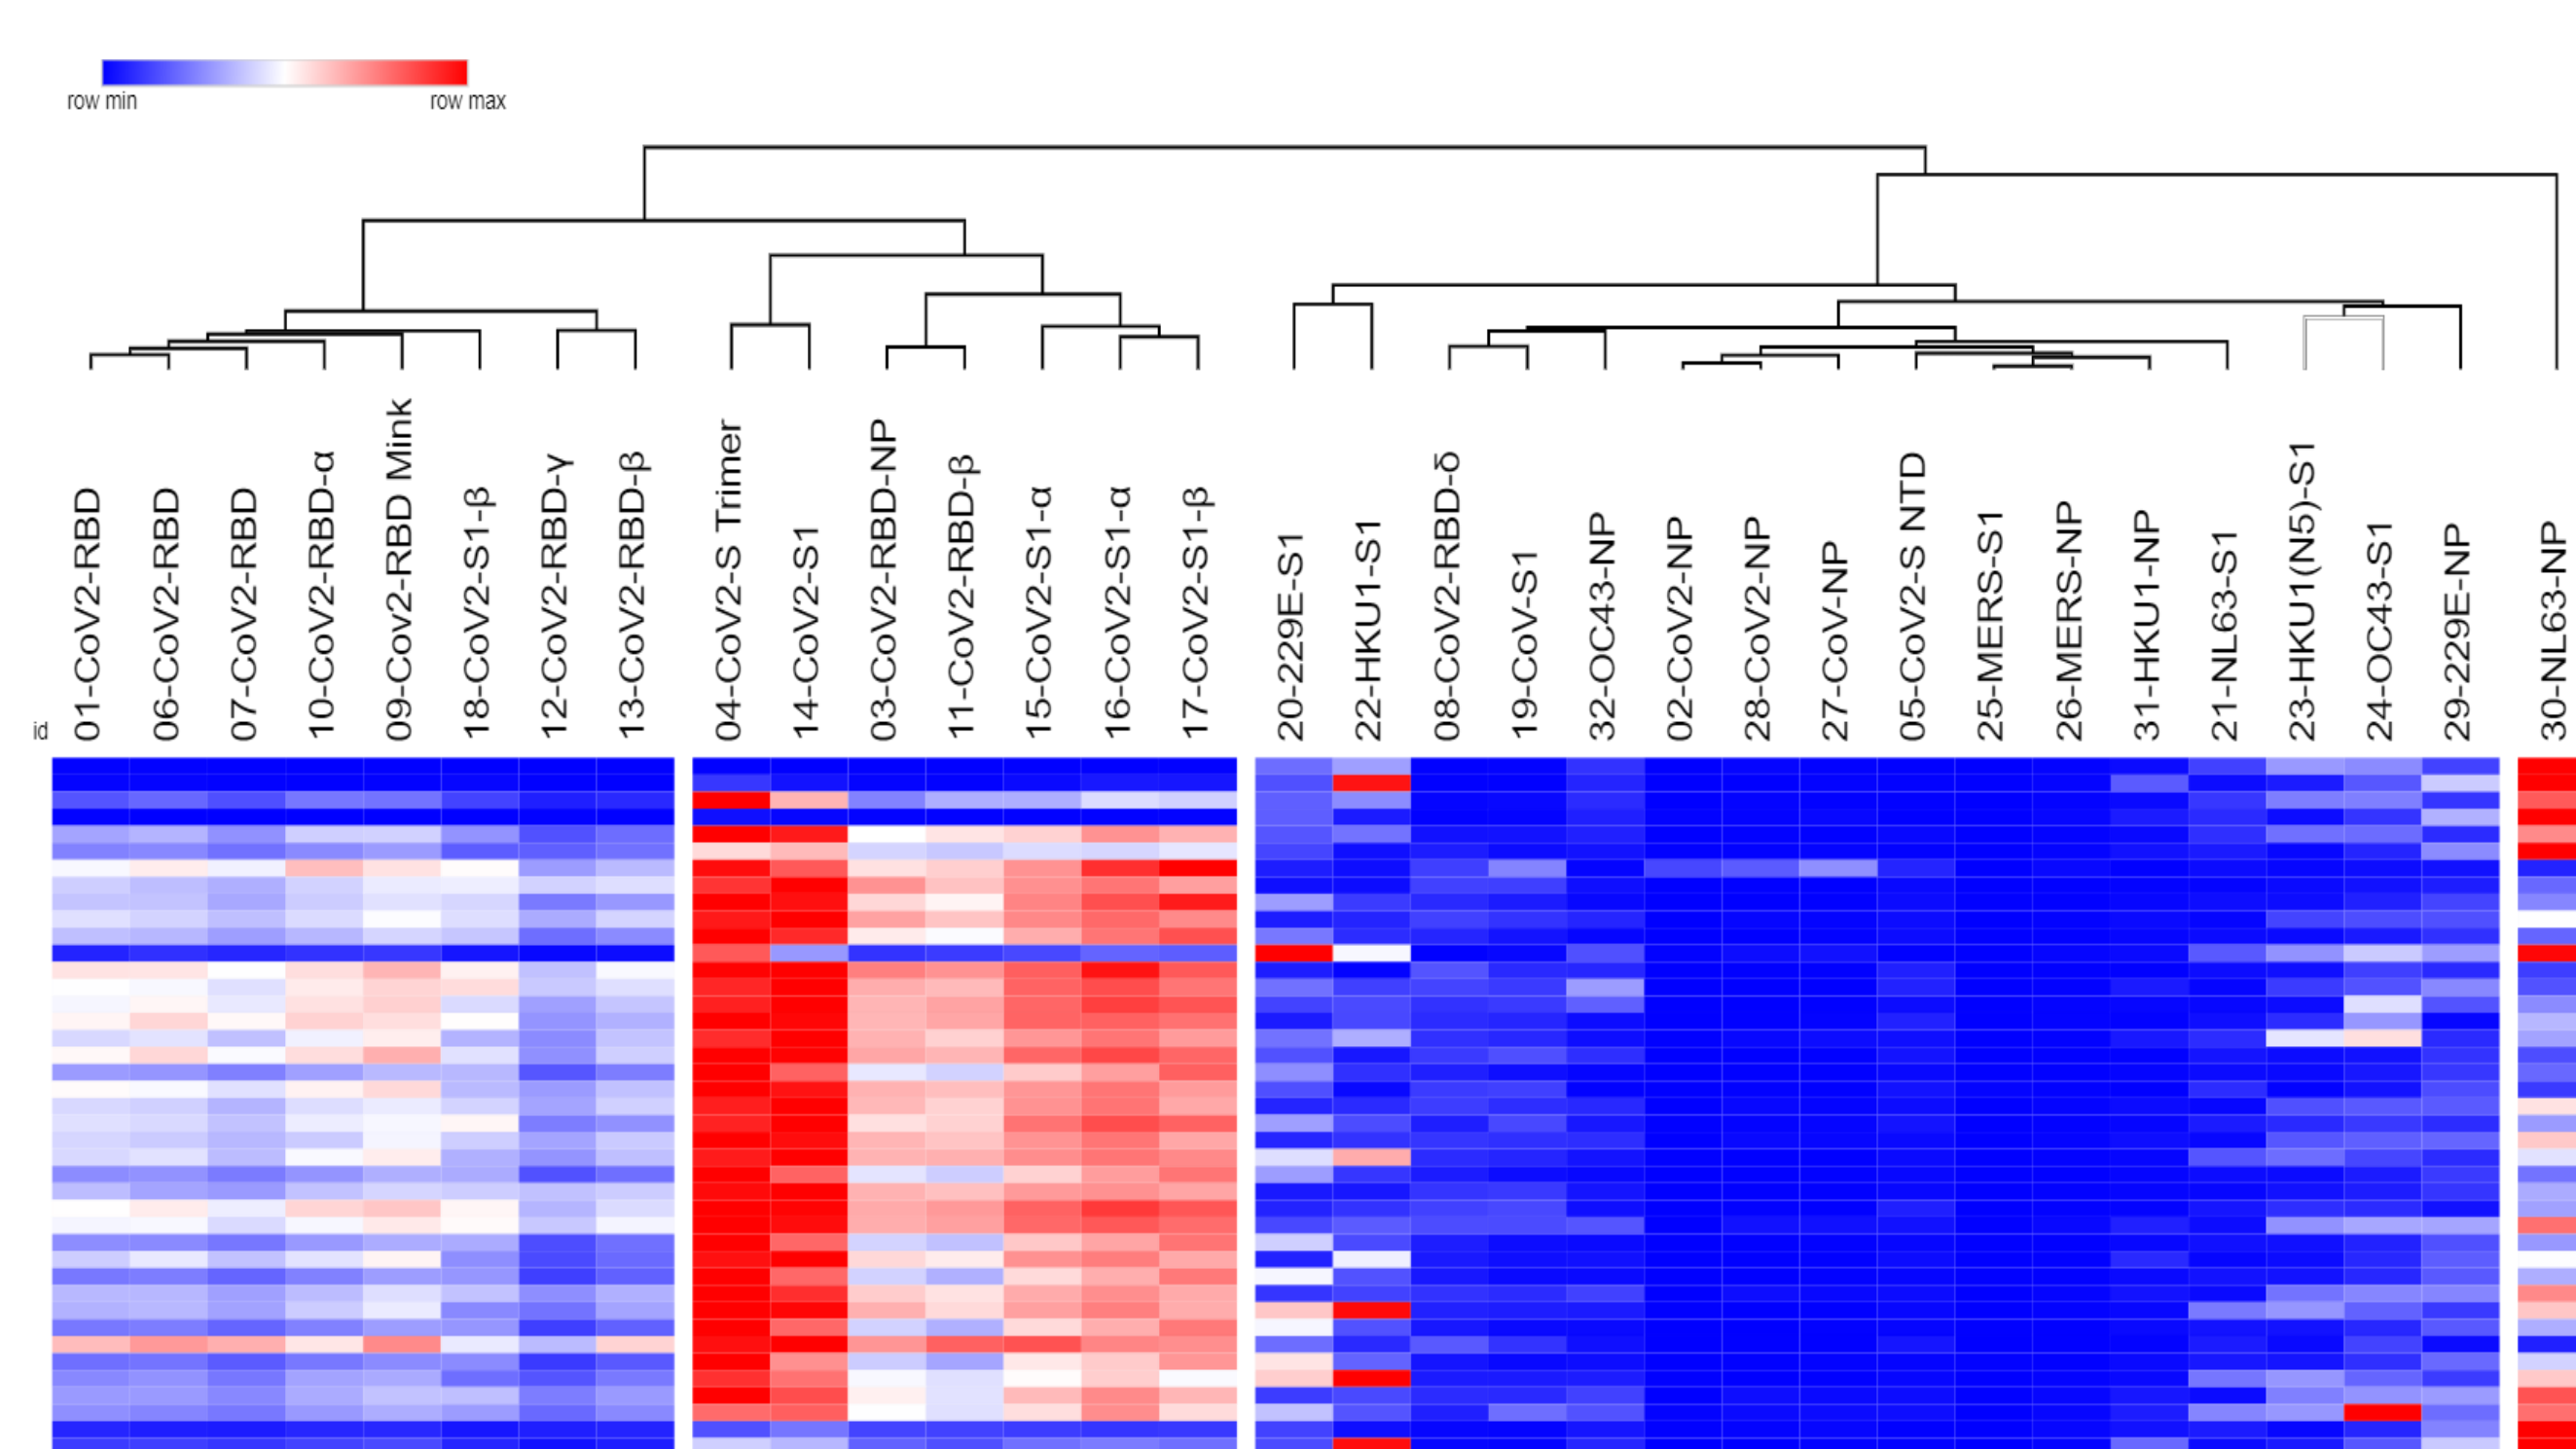 row min
row max
id
01-CoV2-RBD
06-CoV2-RBD
07-CoV2-RBD
10-CoV2-RBD-α
09-Cov2-RBD Mink
18-CoV2-S1-β
12-CoV2-RBD-γ
13-CoV2-RBD-β
04-CoV2-S Trimer
14-CoV2-S1
03-CoV2-RBD-NP
11-CoV2-RBD-β
15-CoV2-S1-α
16-CoV2-S1-α
17-CoV2-S1-β
20-229E-S1
22-HKU1-S1
08-CoV2-RBD-δ
19-CoV-S1
32-OC43-NP
02-CoV2-NP
28-CoV2-NP
27-CoV-NP
05-CoV2-S NTD
25-MERS-S1
26-MERS-NP
31-HKU1-NP
21-NL63-S1
23-HKU1(N5)-S1
24-OC43-S1
29-229E-NP
30-NL63-NP